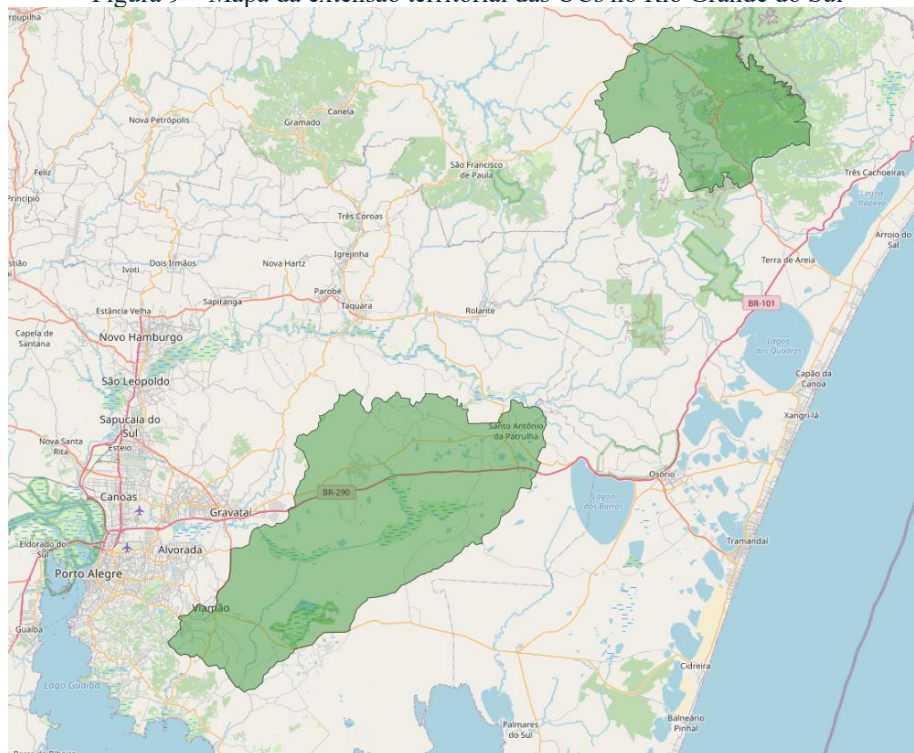 Figura 9 – Mapa da extensão territorial das UCs no Rio Grande do Sul
Nova Petrópolis
Canela
Gramado
Feliz
São Francisco
de Paula
Três Cachoeiras
Lagoa
Itapeva
Três Coroas
Arroio do
Sal
Igrejinha
Terra de Areia
Ivoti
Dois Irmãos
Nova Hartz
Parobé
Sapiranga
Taquara
Rolante
BR-101
Estância Velha
Capela de
Santana
Novo Hamburgo
Lagoa
dos Quadros
Capão da
Canoa
São Leopoldo
Xangri-lá
Sapucaia do
Sul
Santo Antônio
da Patrulha
Nova Santa
Rita
Esteio
Osório
BR-290
Canoas
Gravataí
Lagoa
dos Barros
Eldorado do
Sul
Alvorada
Tramandaí
Porto Alegre
Viamão
Guaíba
Cidreira
Lago Guaíba
Palmares
do Sul
Balneário
Pinhal